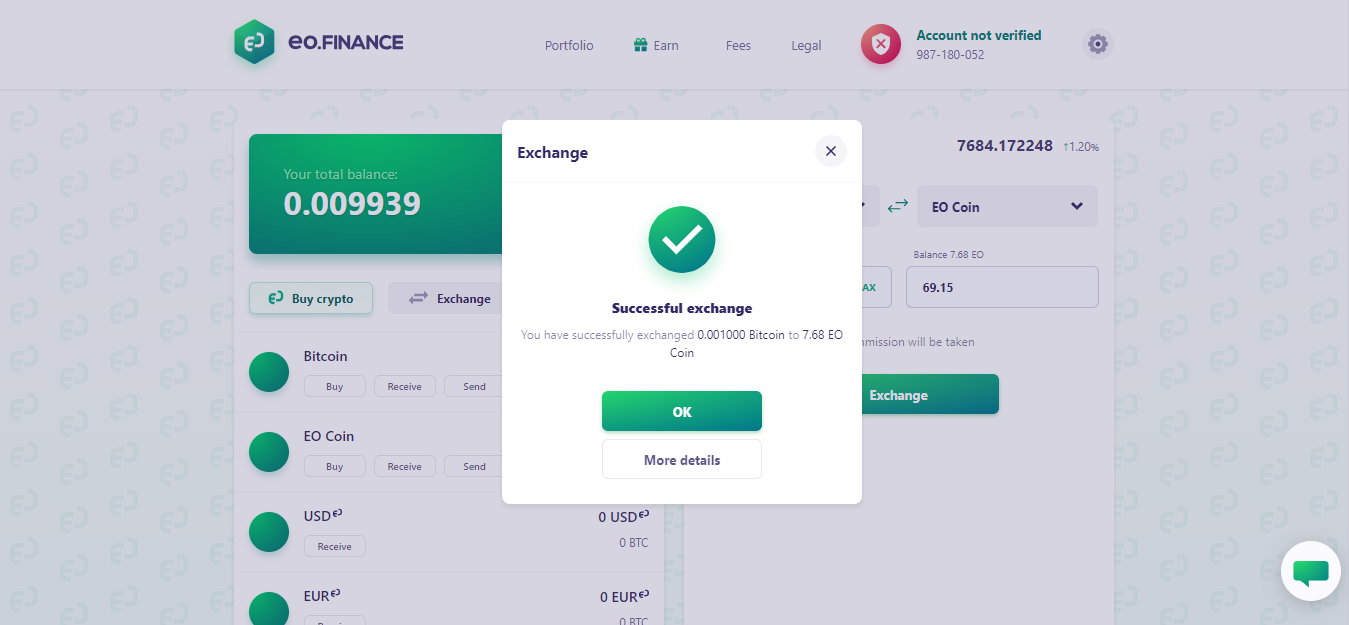 eo.FINANCE
Portfolio
Earn
Fees
Legal
Account not verified
987-180-052
Your total balance:
0.009939
Buy crypto
Exchange
Bitcoin
Buy
Receive
Send
EO Coin
Buy
Receive
Send
USD
Receive
0 USD
0 BTC
EUR
0 EUR
0 BTC
Exchange
Successful exchange
You have successfully exchanged 0.001000 Bitcoin to 7.68 EO
Coin
OK
More details
7684.172248 ↑1.20%
EO Coin
Balance 7.68 EO
69.15
will be taken
Exchange